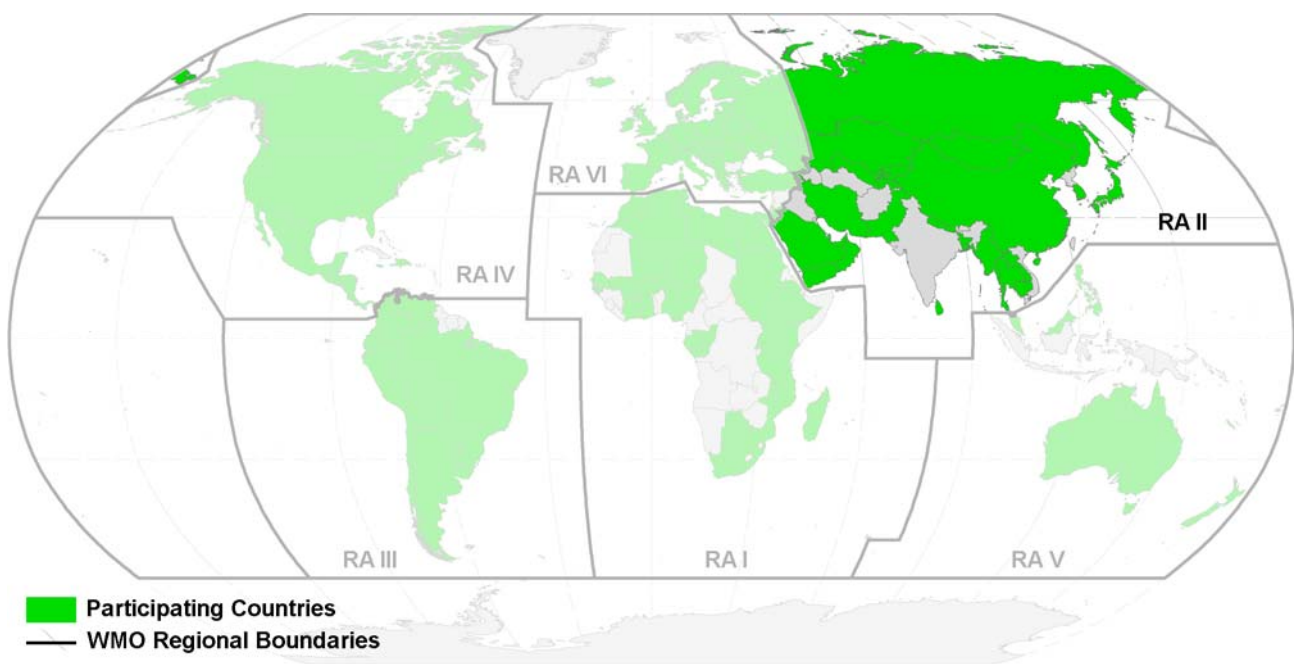 RA VI
RA II
RA IV
RA III
RA I
RA V
Participating Countries
WMO Regional Boundaries